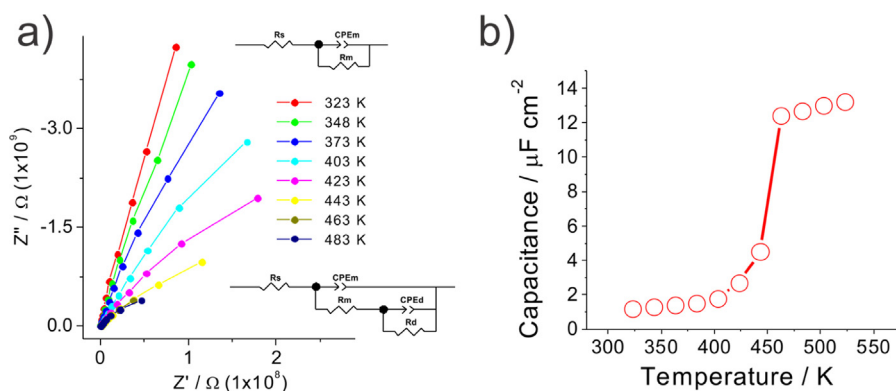 a)
Rs
CPEm
Rm
323 K
348 K
373 K
403 K
423 K
443 K
463 K
483 K
Rs
CPEm
Rm
CPEd
Rd
Z'' / Ω (1x10⁹)
-3.0
-1.5
0.0
0
1
2
Z' / Ω (1x10⁸)
b)
Capacitance / µF cm⁻²
14
12
10
8
6
4
2
0
300 350 400 450 500 550
Temperature / K